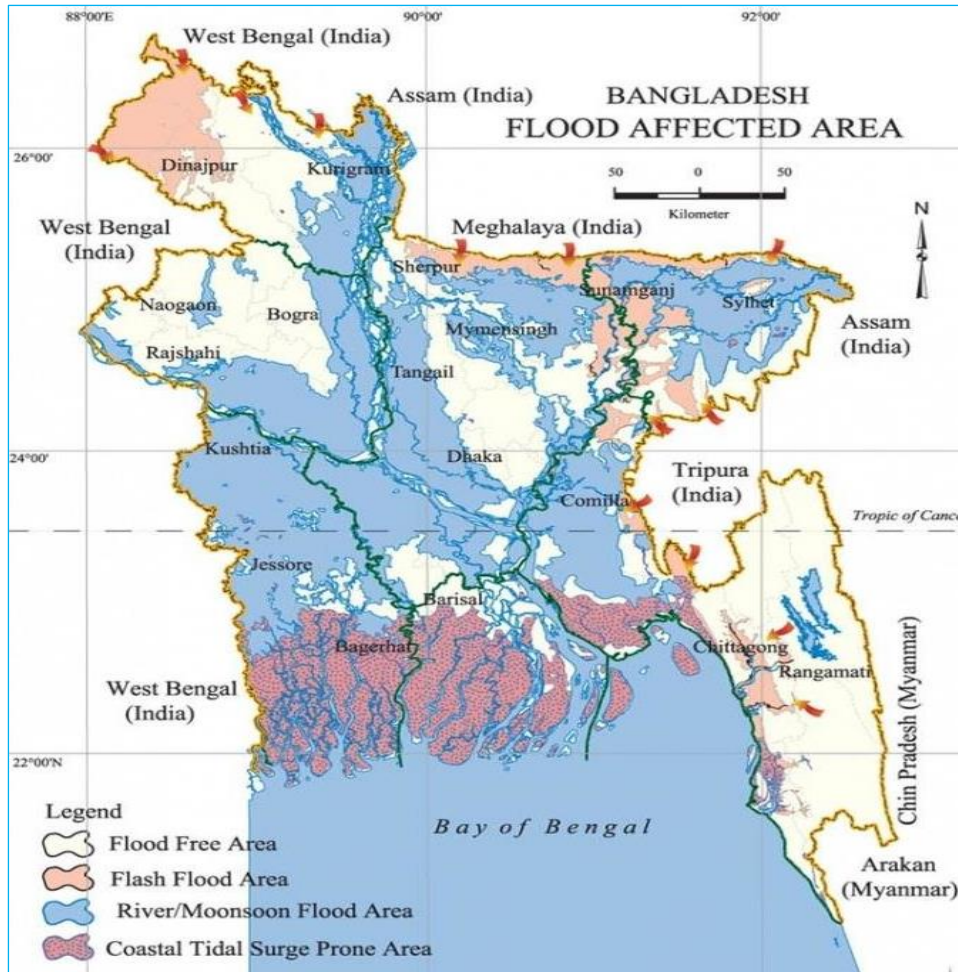 88°00'E
90°00'
92°00'
West Bengal (India)
Assam (India)
BANGLADESH
FLOOD AFFECTED AREA
26°00'
Dinajpur
Kurigram
50 0 50
Kilometer
N
West Bengal
(India)
Meghalaya (India)
Sherpur
Sunamganj
Sylhet
Naogaon
Bogra
Mymensingh
Assam
(India)
Rajshahi
Tangail
24°00'
Kushtia
Dhaka
Comilla
Tripura
(India)
Tropic of Cance
Jessore
Barisal
Bagerhat
Chittagong
Rangamati
West Bengal
(India)
Chin Pradesh (Myanmar)
22°00'N
Bay of Bengal
Arakan
(Myanmar)
Legend
Flood Free Area
Flash Flood Area
River/Moonsoon Flood Area
Coastal Tidal Surge Prone Area